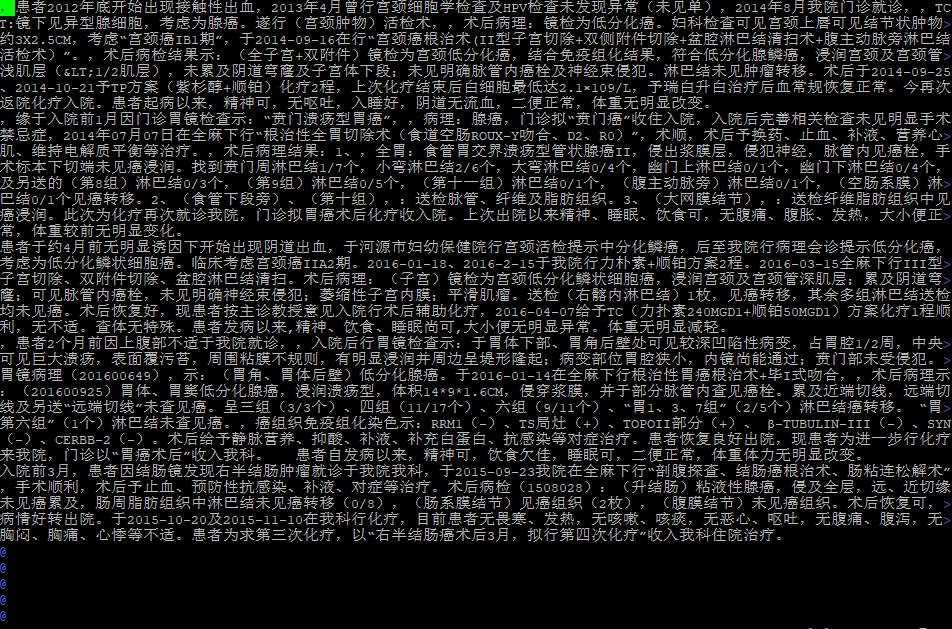 患者2012年底开始出现接触性出血，2013年4月曾行宫颈细胞学检查及HPV检查未发现异常（未见单），2014年8月我院门诊就诊，，TC
T:镜下见异型腺细胞，考虑为腺癌。遂行（宫颈肿物）活检术，，术后病理：镜检为低分化癌。妇科检查可见宫颈上唇可见结节状肿物
约3X2.5CM，考虑“宫颈癌IB1期”，于2014-09-16在行“宫颈癌根治术(II型子宫切除+双侧附件切除+盆腔淋巴结清扫术+腹主动脉旁淋巴结
活检术）”。，术后病检结果示：（全子宫+双附件）镜检为宫颈低分化癌，结合免疫组化结果，符合低分化腺鳞癌，浸润宫颈及宫颈管>
浅肌层（&LT;1/2肌层），未累及阴道穹窿及子宫体下段；未见明确脉管内癌栓及神经束侵犯。淋巴结未见肿瘤转移。术后于2014-09-25
、2014-10-21予TP方案（紫杉醇+顺铂）化疗2程，上次化疗结束后白细胞最低达2.1×109/L，予瑞白升白治疗后血常规恢复正常。今再次
返院化疗入院。患者起病以来，精神可，无呕吐，入睡好，阴道无流血，二便正常，体重无明显改变。
，缘于入院前1月因门诊胃镜检查示：“贲门溃疡型胃癌”，，病理：腺癌，门诊拟“贲门癌”收住入院，入院后完善相关检查未见明显手术
禁忌症，2014年07月07日在全麻下行“根治性全胃切除术（食道空肠ROUX-Y吻合、D2、R0）”，术顺，术后予换药、止血、补液、营养心>
肌、维持电解质平衡等治疗。，术后病理结果：1、，全胃：食管胃交界溃疡型管状腺癌II，侵出浆膜层，侵犯神经，脉管内见癌栓，手
术标本下切端未见癌浸润。找到贲门周淋巴结1/7个，小弯淋巴结2/6个，大弯淋巴结0/4个，幽门上淋巴结0/1个，幽门下淋巴结0/4个，
及另送的（第8组）淋巴结0/3个，（第9组）淋巴结0/5个，（第十一组）淋巴结0/1个，（腹主动脉旁）淋巴结0/1个，（空肠系膜）淋>
巴结0/1个见癌转移。2、（食管下段旁）、（第十组），：送检脉管、纤维及脂肪组织。3、（大网膜结节），：送检纤维脂肪组织中见
癌浸润。此次为化疗再次就诊我院，门诊拟胃癌术后化疗收入院。上次出院以来精神、睡眠、饮食可，无腹痛、腹胀、发热，大小便正>
常，体重较前无明显变化。
患者于约4月前无明显诱因下开始出现阴道出血，于河源市妇幼保健院行宫颈活检提示中分化鳞癌，后至我院行病理会诊提示低分化癌，
考虑为低分化鳞状细胞癌。临床考虑宫颈癌IIA2期。2016-01-18、2016-2-15于我院行力朴素+顺铂方案2程。2016-03-15全麻下行III型>
子宫切除、双附件切除、盆腔淋巴结清扫。术后病理：（子宫）镜检为宫颈低分化鳞状细胞癌，浸润宫颈及宫颈管深肌层；累及阴道穹>
窿；可见脉管内癌栓，未见明确神经束侵犯；萎缩性子宫内膜；平滑肌瘤。送检（右髂内淋巴结）1枚，见癌转移，其余多组淋巴结送检
均未见癌。术后恢复好，现患者按主诊教授意见入院行术后辅助化疗，2016-04-07给予TC（力扑素240MGD1+顺铂50MGD1）方案化疗1程顺
利，无不适。查体无特殊。患者发病以来,精神、饮食、睡眠尚可,大小便无明显异常。体重无明显减轻。
，患者2个月前因上腹部不适于我院就诊，，入院后行胃镜检查示：于胃体下部、胃角后壁处可见较深凹陷性病变，占胃腔1/2周，中央>
可见巨大溃疡，表面覆污苔，周围粘膜不规则，有明显浸润并周边呈堤形隆起；病变部位胃腔狭小，内镜尚能通过；贲门部未受侵犯。>
胃镜病理（201600649），示：（胃角、胃体后壁）低分化腺癌。于2016-01-14在全麻下行根治性胃癌根治术+毕I式吻合，，术后病理示
：（201600925）胃体、胃窦低分化腺癌，浸润溃疡型，体积14*9*1.6CM，侵穿浆膜，并于部分脉管内查见癌栓。累及近端切线，远端切
线及另送“远端切线”未查见癌。呈三组（3/3个）、四组（11/17个）、六组（9/11个）、“胃1、3、7组”（2/5个）淋巴结癌转移。 “胃>
第六组”（1个）淋巴结未查见癌。，癌组织免疫组化染色示：RRM1（-）、TS局灶（+）、TOPOII部分（+）、 β-TUBULIN-III（-）、SYN
（-）、CERBB-2（-）。术后给予静脉营养、抑酸、补液、补充白蛋白、抗感染等对症治疗。患者恢复良好出院，现患者为进一步行化疗
来我院，门诊以“胃癌术后”收入我科。   患者自发病以来，精神可，饮食欠佳，睡眠可，二便正常，体重体力无明显改变。
入院前3月，患者因结肠镜发现右半结肠肿瘤就诊于我院我科，于2015-09-23我院在全麻下行“剖腹探查、结肠癌根治术、肠粘连松解术”
，手术顺利，术后予止血、预防性抗感染、补液、对症等治疗。术后病检（1508028）：（升结肠）粘液性腺癌，侵及全层，远、近切缘
未见癌累及，肠周脂肪组织中淋巴结未见癌转移（0/8），（肠系膜结节）见癌组织（2枚），（腹膜结节）未见癌组织。术后恢复可，>
病情好转出院。于2015-10-20及2015-11-10在我科行化疗，目前患者无畏寒、发热，无咳嗽、咳痰，无恶心、呕吐，无腹痛、腹泻，无>
胸闷、胸痛、心悸等不适。患者为求第三次化疗，以“右半结肠癌术后3月，拟行第四次化疗”收入我科住院治疗。
@
@
@
@
@